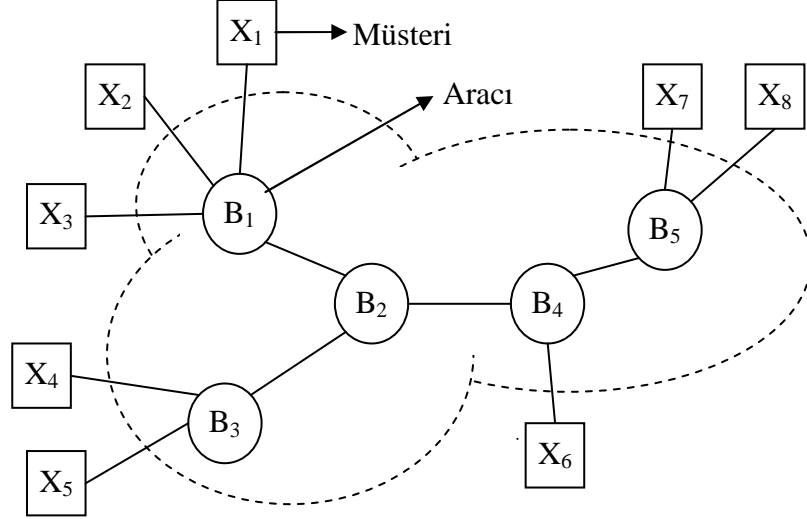 X₁
Müsteri
X₂
Aracı
X₇
X₈
X₃
B₁
B₅
B₂
B₄
X₄
B₃
X₆
X₅